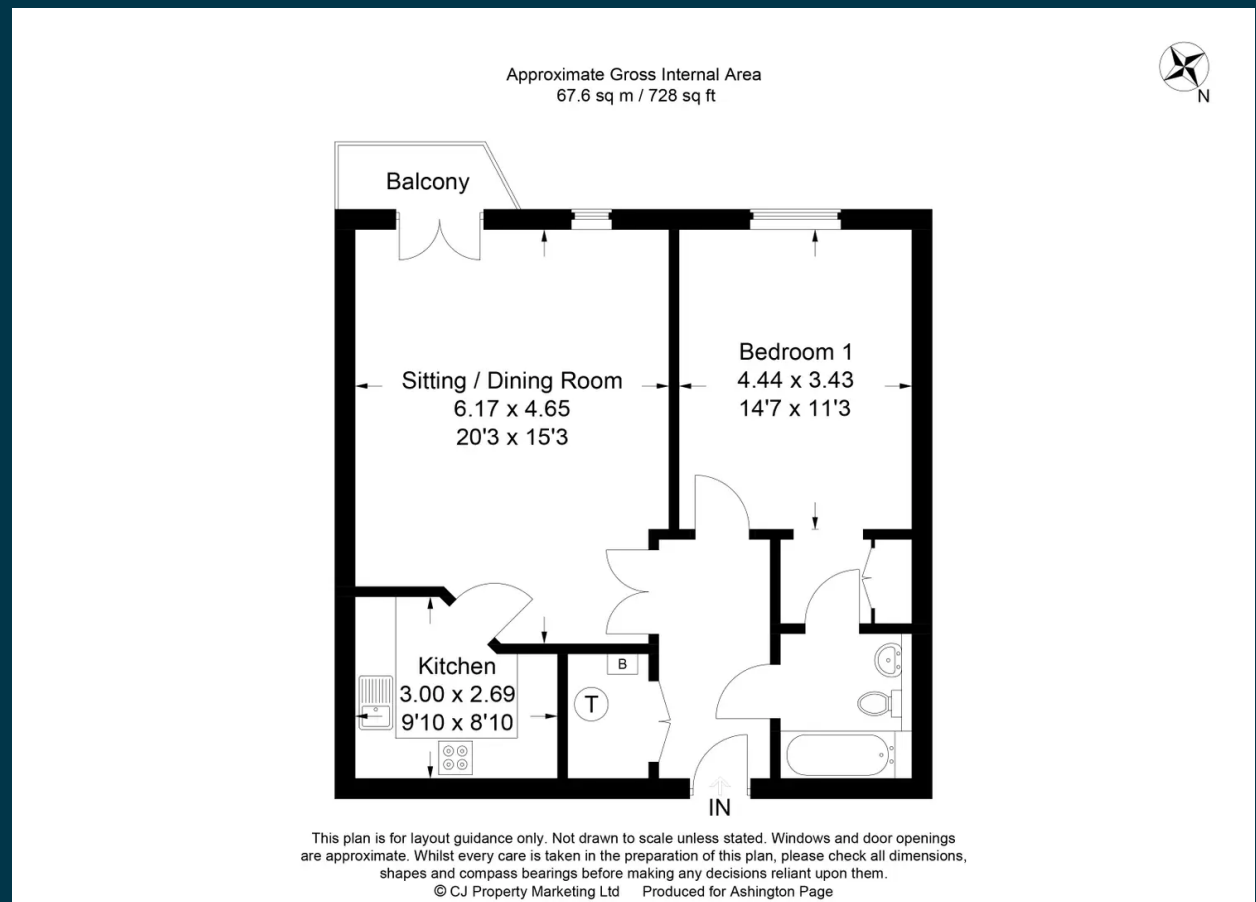 Approximate Gross Internal Area
67.6 sq m / 728 sq ft
N
Balcony
Sitting / Dining Room
6.17 x 4.65
20'3 x 15'3
Bedroom 1
4.44 x 3.43
14'7 x 11'3
Kitchen
3.00 x 2.69
9'10 x 8'10
B
T
IN
This plan is for layout guidance only. Not drawn to scale unless stated. Windows and door openings
are approximate. Whilst every care is taken in the preparation of this plan, please check all dimensions,
shapes and compass bearings before making any decisions reliant upon them.
© CJ Property Marketing Ltd Produced for Ashington Page